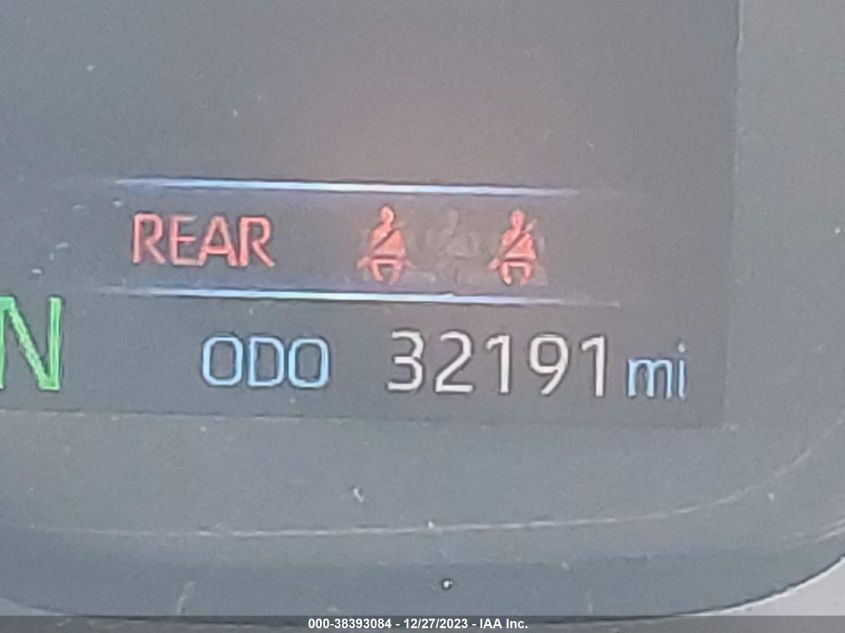 REAR
N ODO 32191 mi
000-38393084 - 12/27/2023 - IAA Inc.